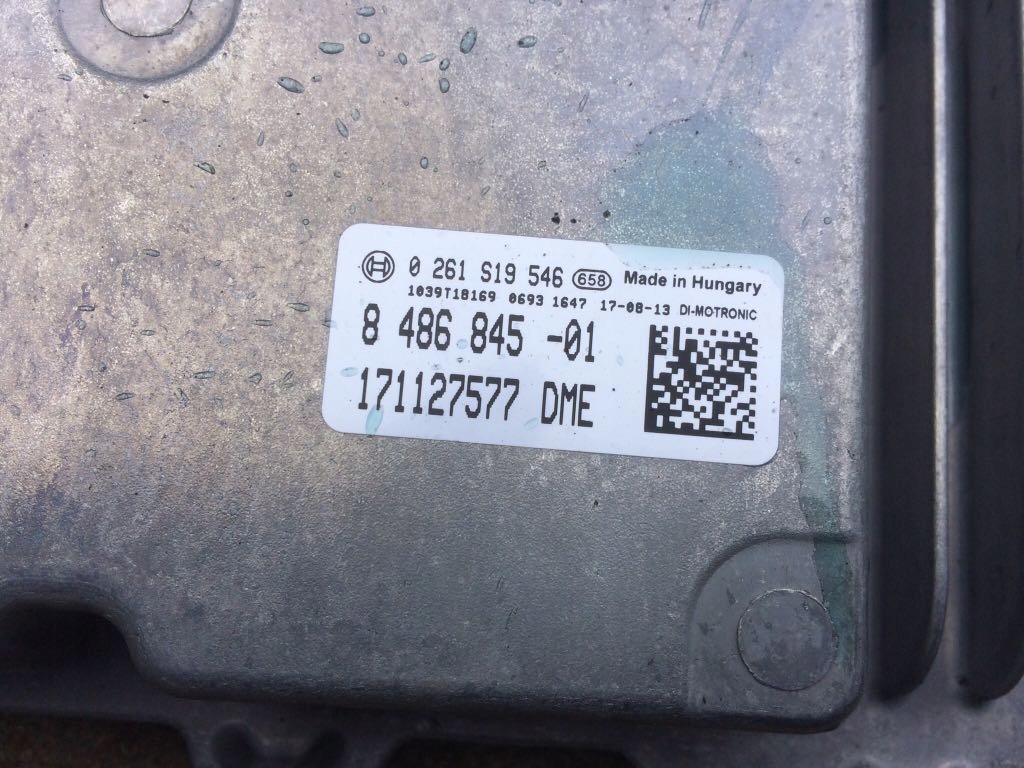 0 261 S19 546 658 Made in Hungary
1039T18169 0693 1647 17-08-13 DI-MOTRONIC
8 486 845 -01
171127577 DME